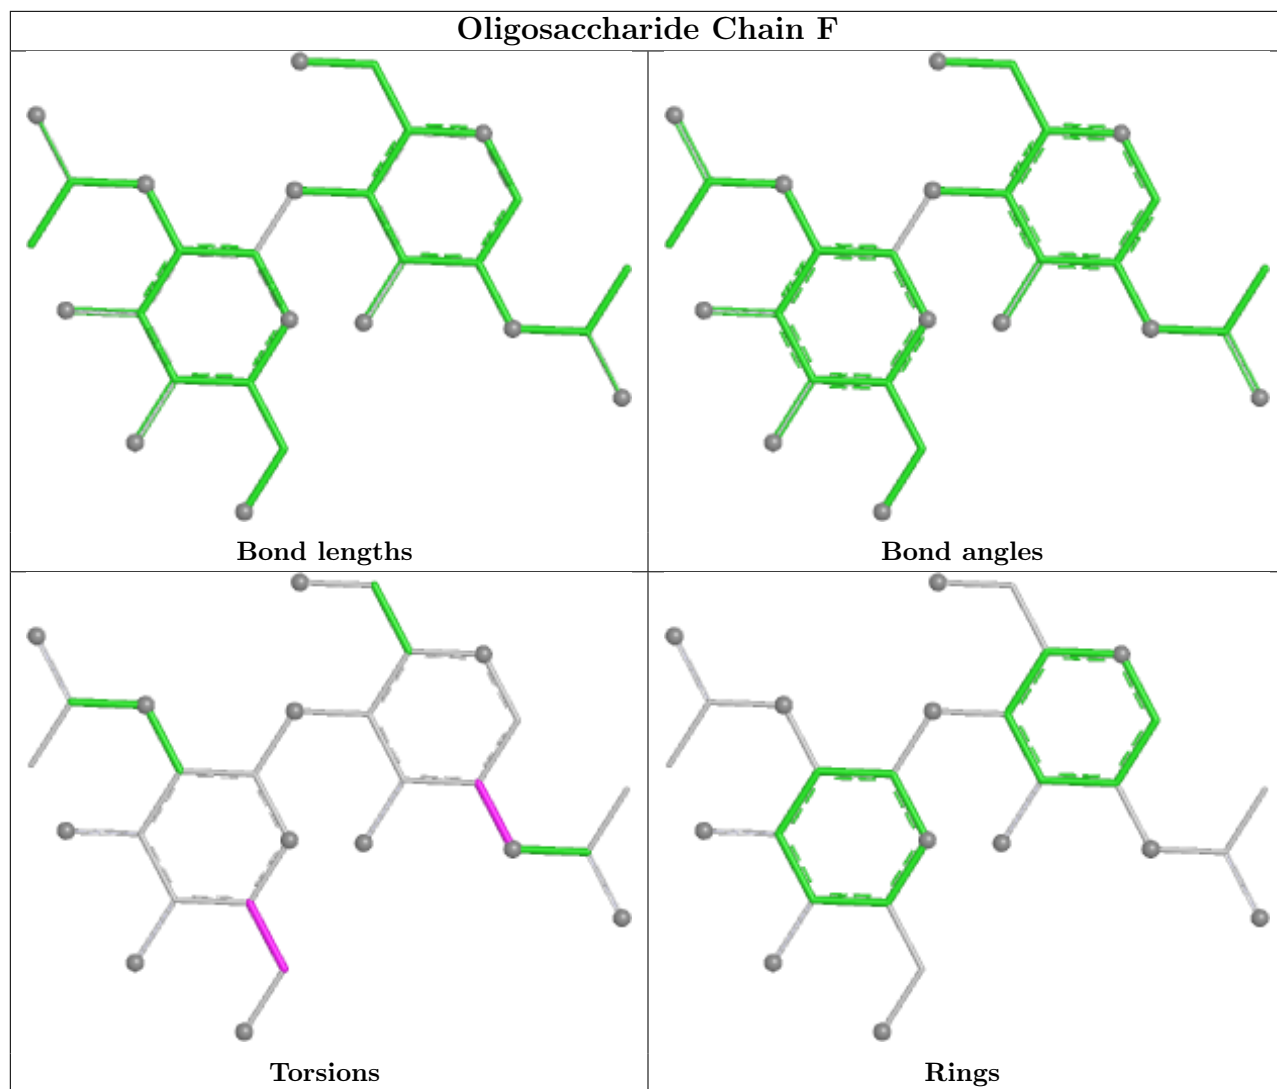 Oligosaccharide Chain F
Bond lengths
Bond angles
Torsions
Rings